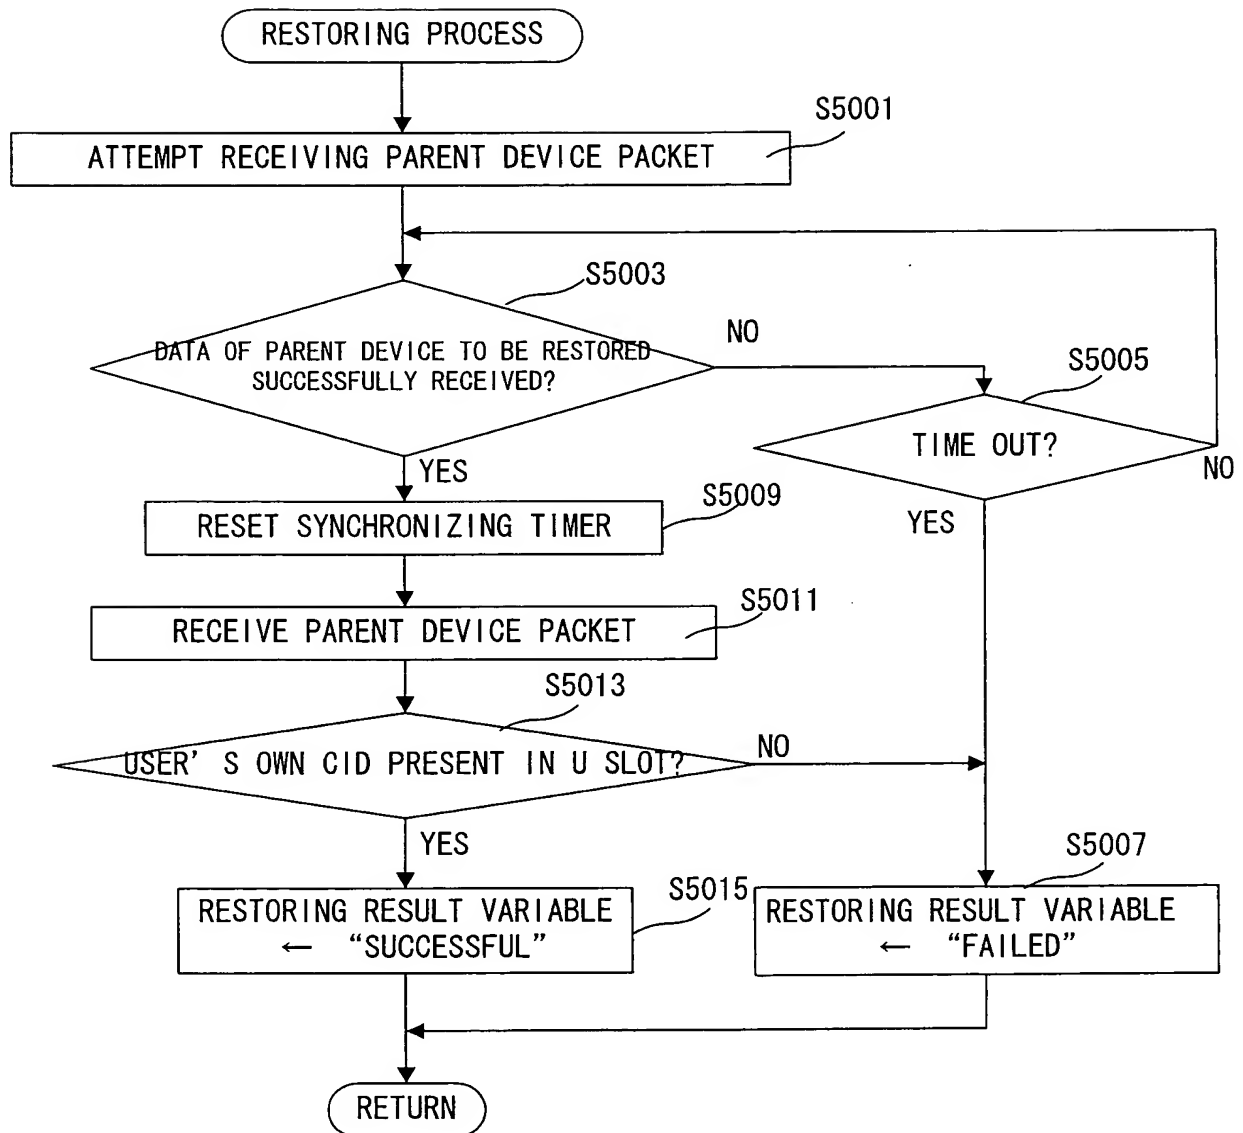 RESTORING PROCESS
S5001
ATTEMPT RECEIVING PARENT DEVICE PACKET
S5003
DATA OF PARENT DEVICE TO BE RESTORED
SUCCESSFULLY RECEIVED?
NO
S5005
TIME OUT?
NO
YES
YES
S5009
RESET SYNCHRONIZING TIMER
S5011
RECEIVE PARENT DEVICE PACKET
S5013
USER'S OWN CID PRESENT IN U SLOT?
NO
YES
S5015
RESTORING RESULT VARIABLE
← “SUCCESSFUL”
S5007
RESTORING RESULT VARIABLE
← “FAILED”
RETURN